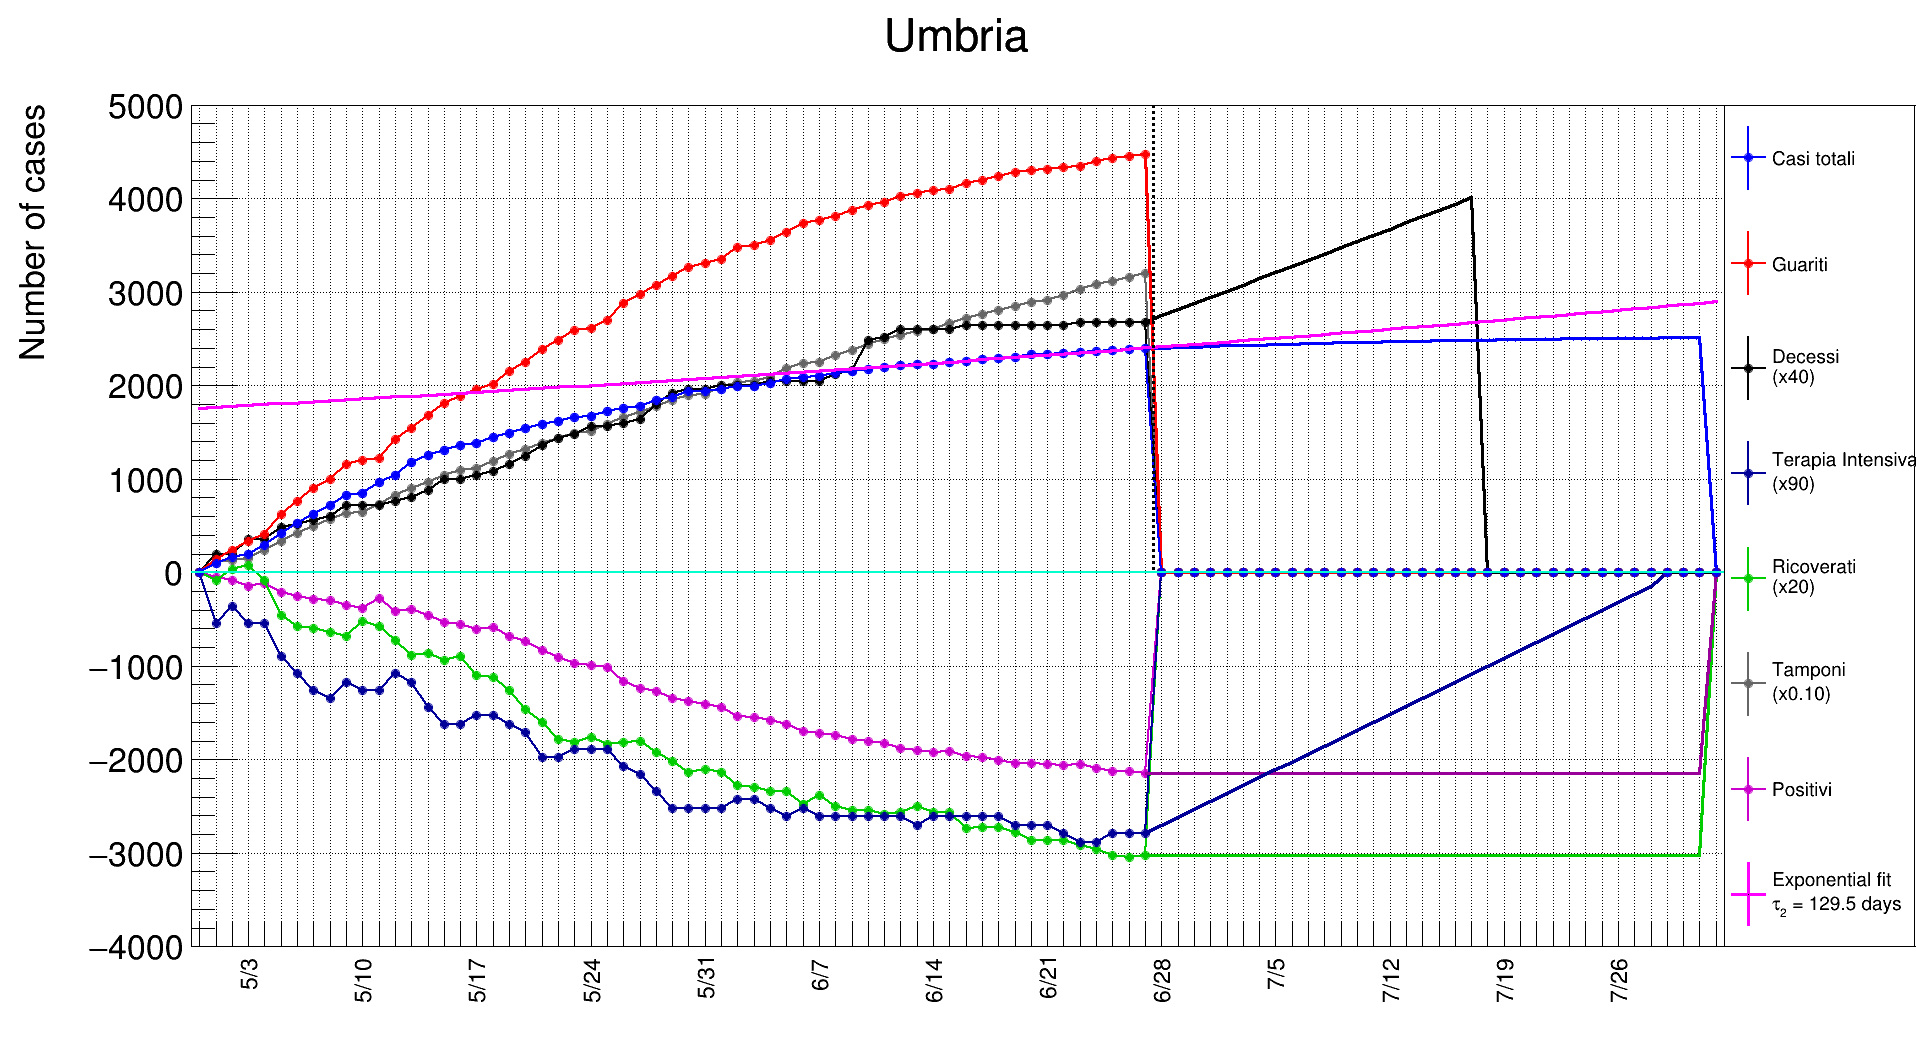 Umbria
Number of cases
5000
4000
3000
2000
1000
0
−1000
−2000
−3000
−4000
5/3
5/10
5/17
5/24
5/31
6/7
6/14
6/21
6/28
7/5
7/12
7/19
7/26
Casi totali
Guariti
Decessi
(x40)
Terapia Intensiva
(x90)
Ricoverati
(x20)
Tamponi
(x0.10)
Positivi
Exponential fit
τ2 = 129.5 days